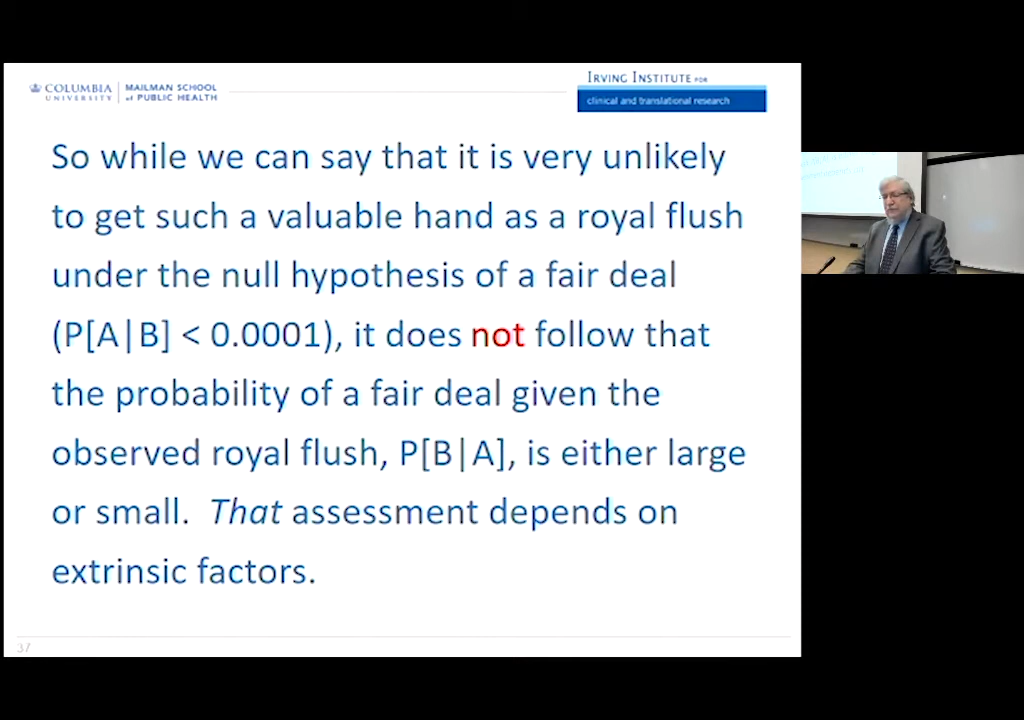 COLUMBIA
UNIVERSITY
MAILMAN SCHOOL
of PUBLIC HEALTH
IRVING INSTITUTE FOR
clinical and translational research
So while we can say that it is very unlikely
to get such a valuable hand as a royal flush
under the null hypothesis of a fair deal
(P[A|B] < 0.0001), it does not follow that
the probability of a fair deal given the
observed royal flush, P[B|A], is either large
or small. That assessment depends on
extrinsic factors.
37